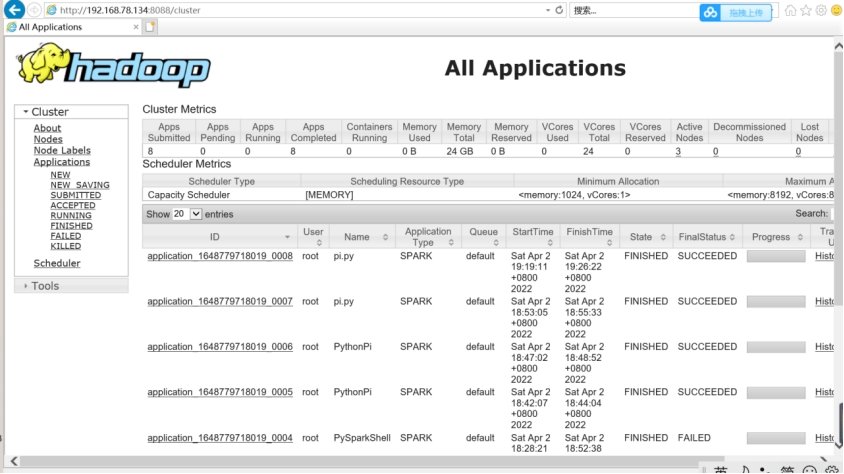 http://192.168.78.134:8088/cluster
搜索...
拖拽上传
All Applications
hadoop
All Applications
Cluster
About
Nodes
Node Labels
Applications
NEW
NEW_SAVING
SUBMITTED
ACCEPTED
RUNNING
FINISHED
FAILED
KILLED
Scheduler
Tools
Cluster Metrics
Apps Submitted Apps Pending Apps Running Apps Completed Containers Running Memory Used Memory Total Memory Reserved VCores Used VCores Total VCores Reserved Active Nodes Decommissioned Nodes Lost Nodes
8 0 0 8 0 0 B 24 GB 0 B 0 24 0 3 0 0
Scheduler Metrics
Scheduler Type Scheduling Resource Type Minimum Allocation Maximum A
Capacity Scheduler [MEMORY] <memory:1024, vCores:1> <memory:8192, vCores:8
Show 20 entries Search:
ID User Name Application Type Queue StartTime FinishTime State FinalStatus Progress Tra
application_1648779718019_0008 root pi.py SPARK default Sat Apr 2 19:19:11 +0800 2022 Sat Apr 2 19:26:22 +0800 2022 FINISHED SUCCEEDED Histo
application_1648779718019_0007 root pi.py SPARK default Sat Apr 2 18:53:05 +0800 2022 Sat Apr 2 18:55:33 +0800 2022 FINISHED SUCCEEDED Histo
application_1648779718019_0006 root PythonPi SPARK default Sat Apr 2 18:47:02 +0800 2022 Sat Apr 2 18:48:52 +0800 2022 FINISHED SUCCEEDED Histo
application_1648779718019_0005 root PythonPi SPARK default Sat Apr 2 18:42:07 +0800 2022 Sat Apr 2 18:44:04 +0800 2022 FINISHED SUCCEEDED Histo
application_1648779718019_0004 root PySparkShell SPARK default Sat Apr 2 18:28:21 Sat Apr 2 18:52:38 FINISHED FAILED Histo